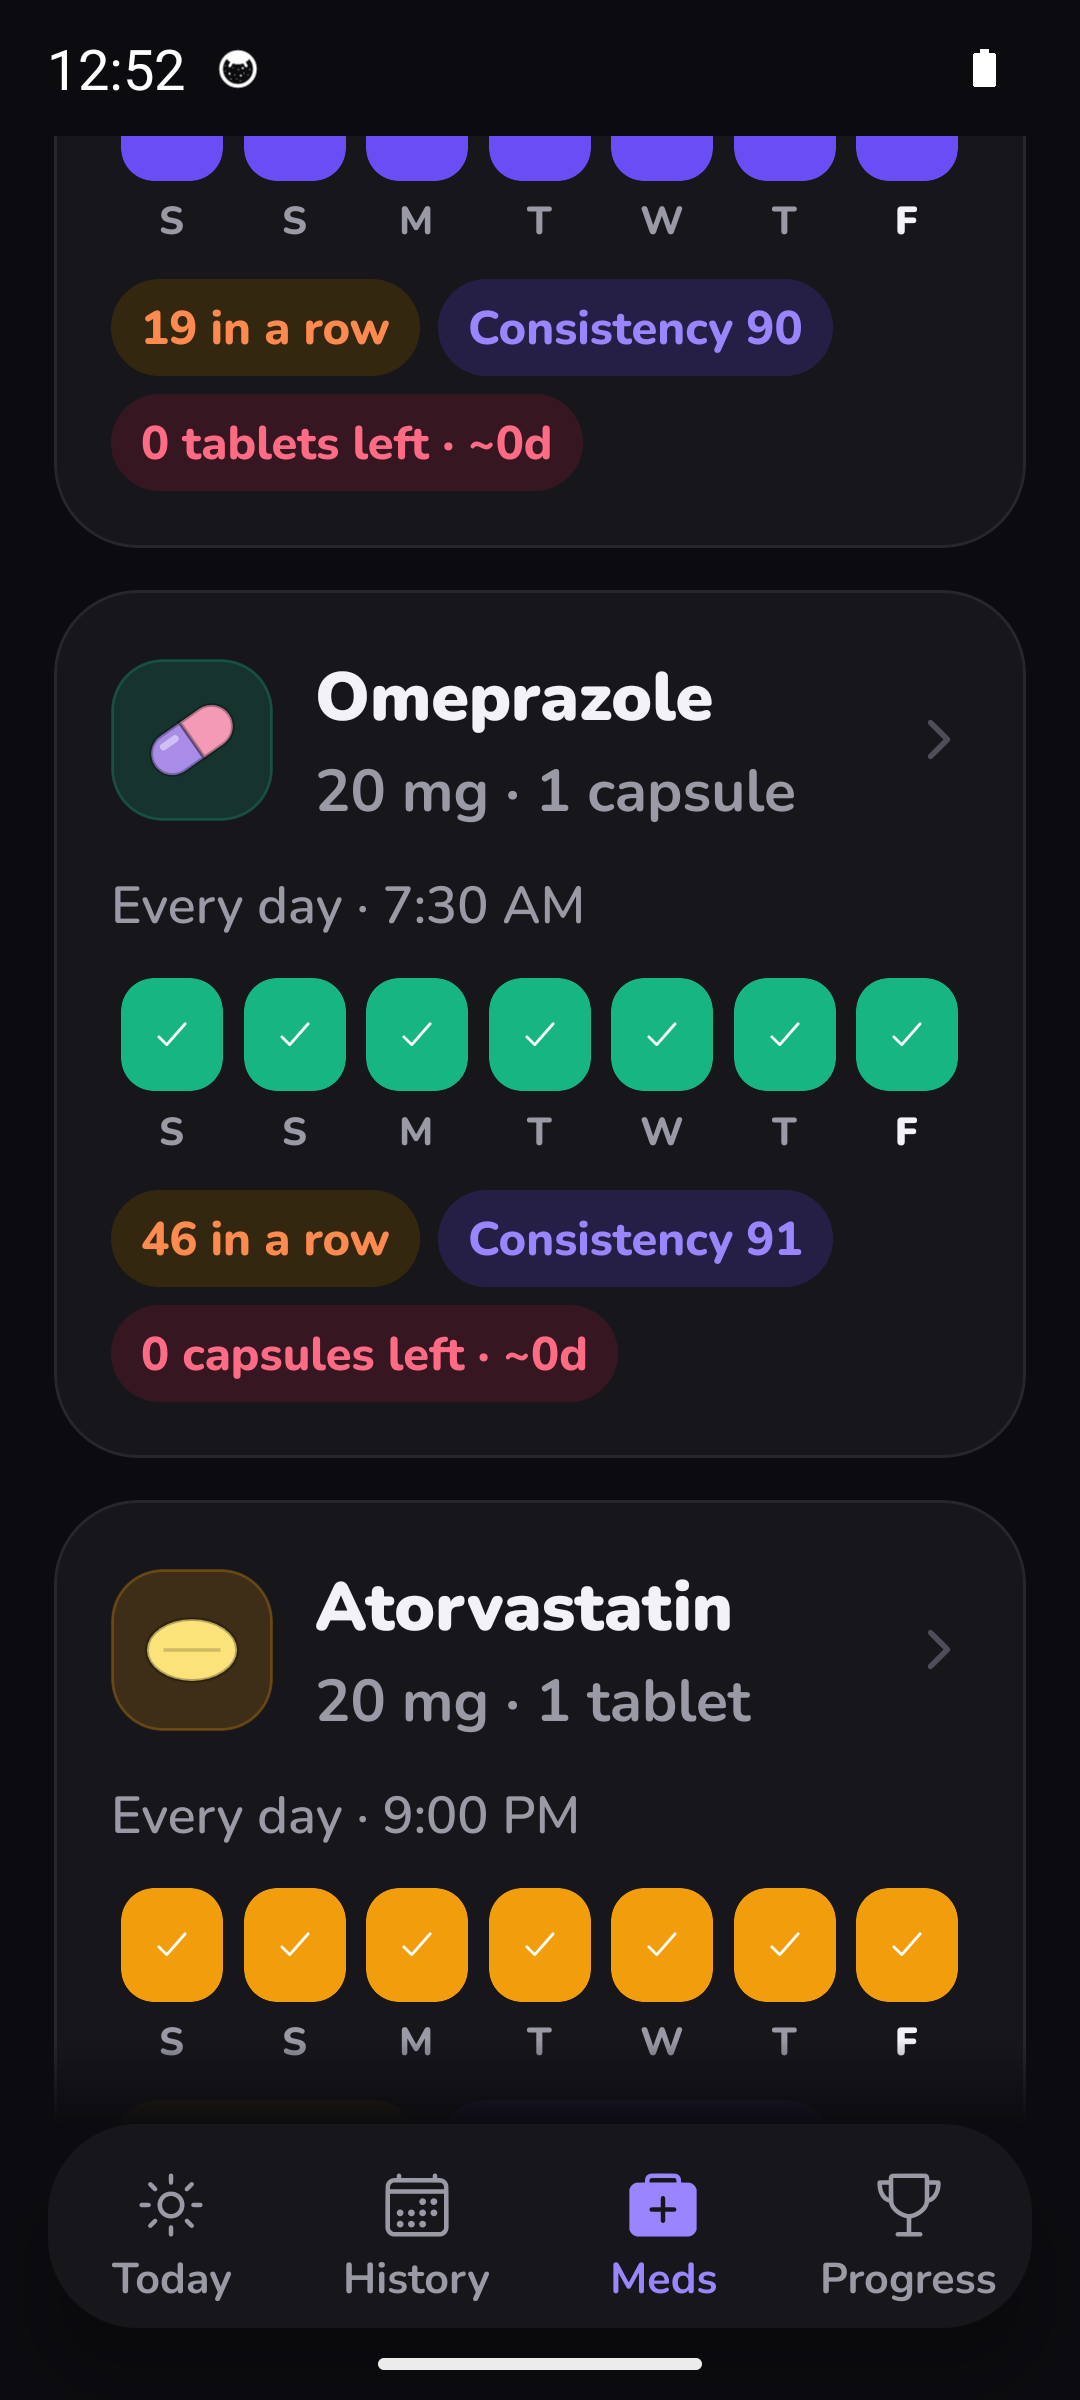 12:52
S S M T W T F
19 in a row Consistency 90
0 tablets left · ~0d
Omeprazole
20 mg · 1 capsule
Every day · 7:30 AM
S S M T W T F
46 in a row Consistency 91
0 capsules left · ~0d
Atorvastatin
20 mg · 1 tablet
Every day · 9:00 PM
S S M T W T F
Today History Meds Progress